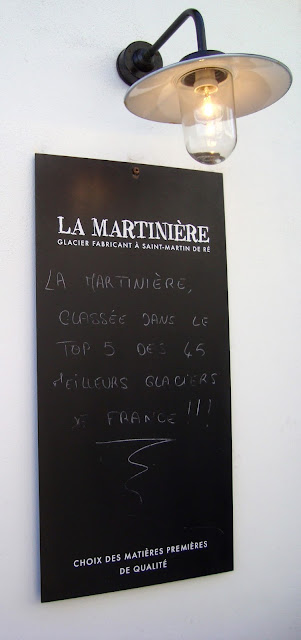 LA MARTINIÈRE
GLACIER FABRICANT À SAINT-MARTIN DE RÉ
LA MARTINIÈRE,
CLASSÉE DANS LE
TOP 5 DES 45
MEILLEURS GLACIERS
DE FRANCE !!!
CHOIX DES MATIÈRES PREMIÈRES
DE QUALITÉ